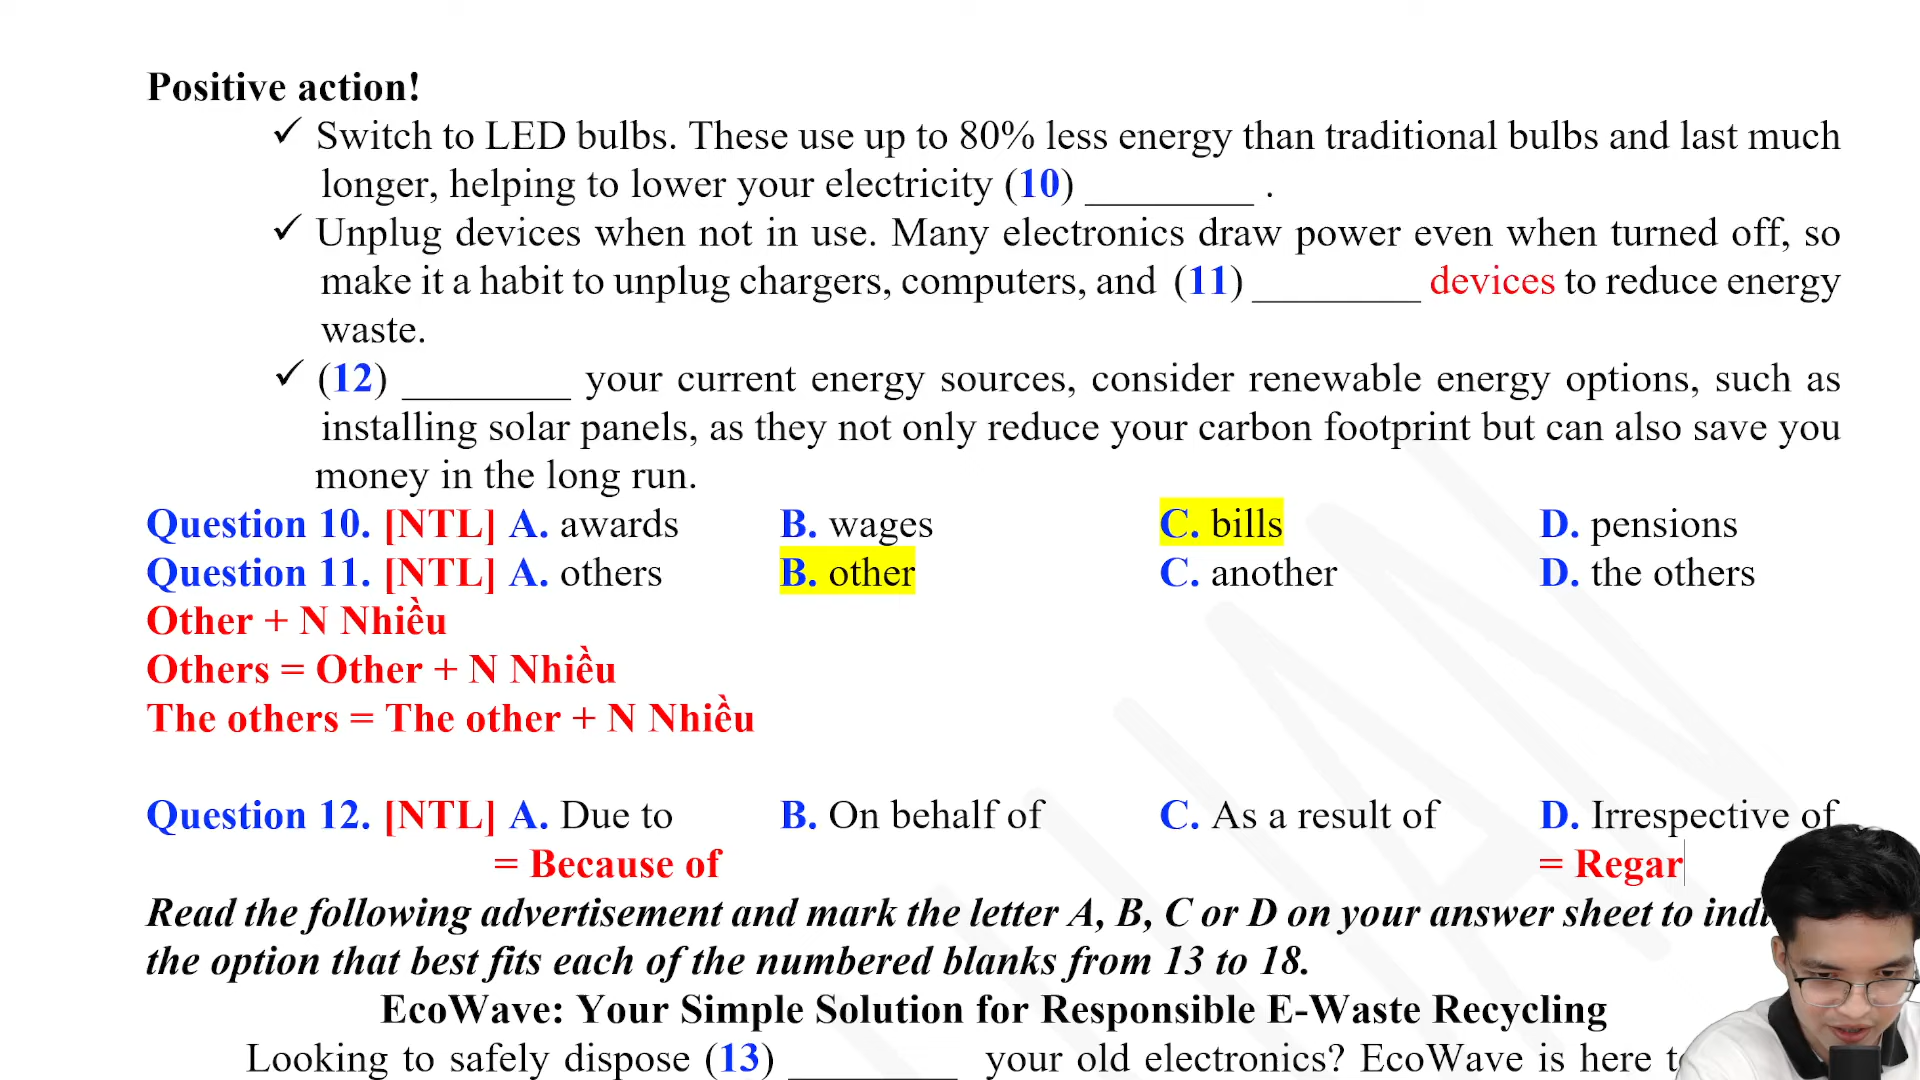 Positive action!
✓ Switch to LED bulbs. These use up to 80% less energy than traditional bulbs and last much
longer, helping to lower your electricity (10) ________ .
✓ Unplug devices when not in use. Many electronics draw power even when turned off, so
make it a habit to unplug chargers, computers, and (11) ________ devices to reduce energy
waste.
✓ (12) ________ your current energy sources, consider renewable energy options, such as
installing solar panels, as they not only reduce your carbon footprint but can also save you
money in the long run.
Question 10. [NTL] A. awards B. wages C. bills D. pensions
Question 11. [NTL] A. others B. other C. another D. the others
Other + N Nhiều
Others = Other + N Nhiều
The others = The other + N Nhiều
Question 12. [NTL] A. Due to B. On behalf of C. As a result of D. Irrespective of
= Because of = Regar
Read the following advertisement and mark the letter A, B, C or D on your answer sheet to
the option that best fits each of the numbered blanks from 13 to 18.
EcoWave: Your Simple Solution for Responsible E-Waste Recycling
Looking to safely dispose (13) ________ your old electronics? EcoWave is here